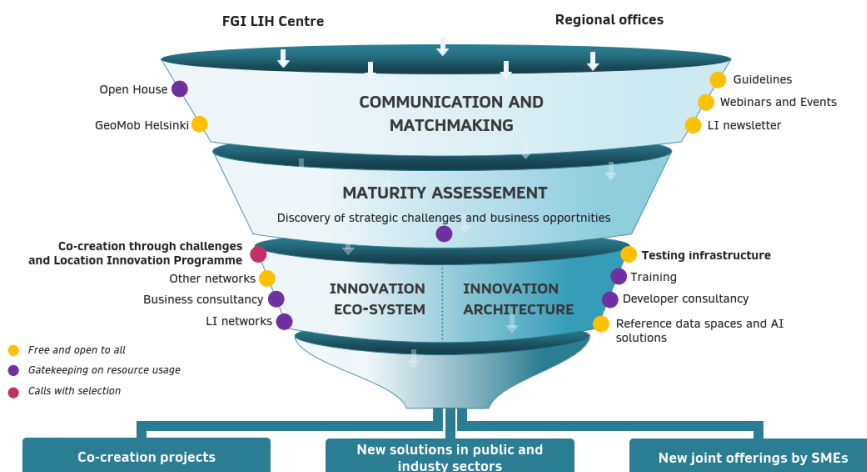 FGI LIH Centre
Regional offices
Open House
GeoMob Helsinki
COMMUNICATION AND
MATCHMAKING
Guidelines
Webinars and Events
LI newsletter
MATURITY ASSESSMENT
Discovery of strategic challenges and business opportnities
Co-creation through challenges
and Location Innovation Programme
Other networks
Business consultancy
LI networks
INNOVATION
ECO-SYSTEM
INNOVATION
ARCHITECTURE
Testing infrastructure
Training
Developer consultancy
Reference data spaces and AI
solutions
Free and open to all
Gatekeeping on resource usage
Calls with selection
Co-creation projects
New solutions in public and
industy sectors
New joint offerings by SMEs